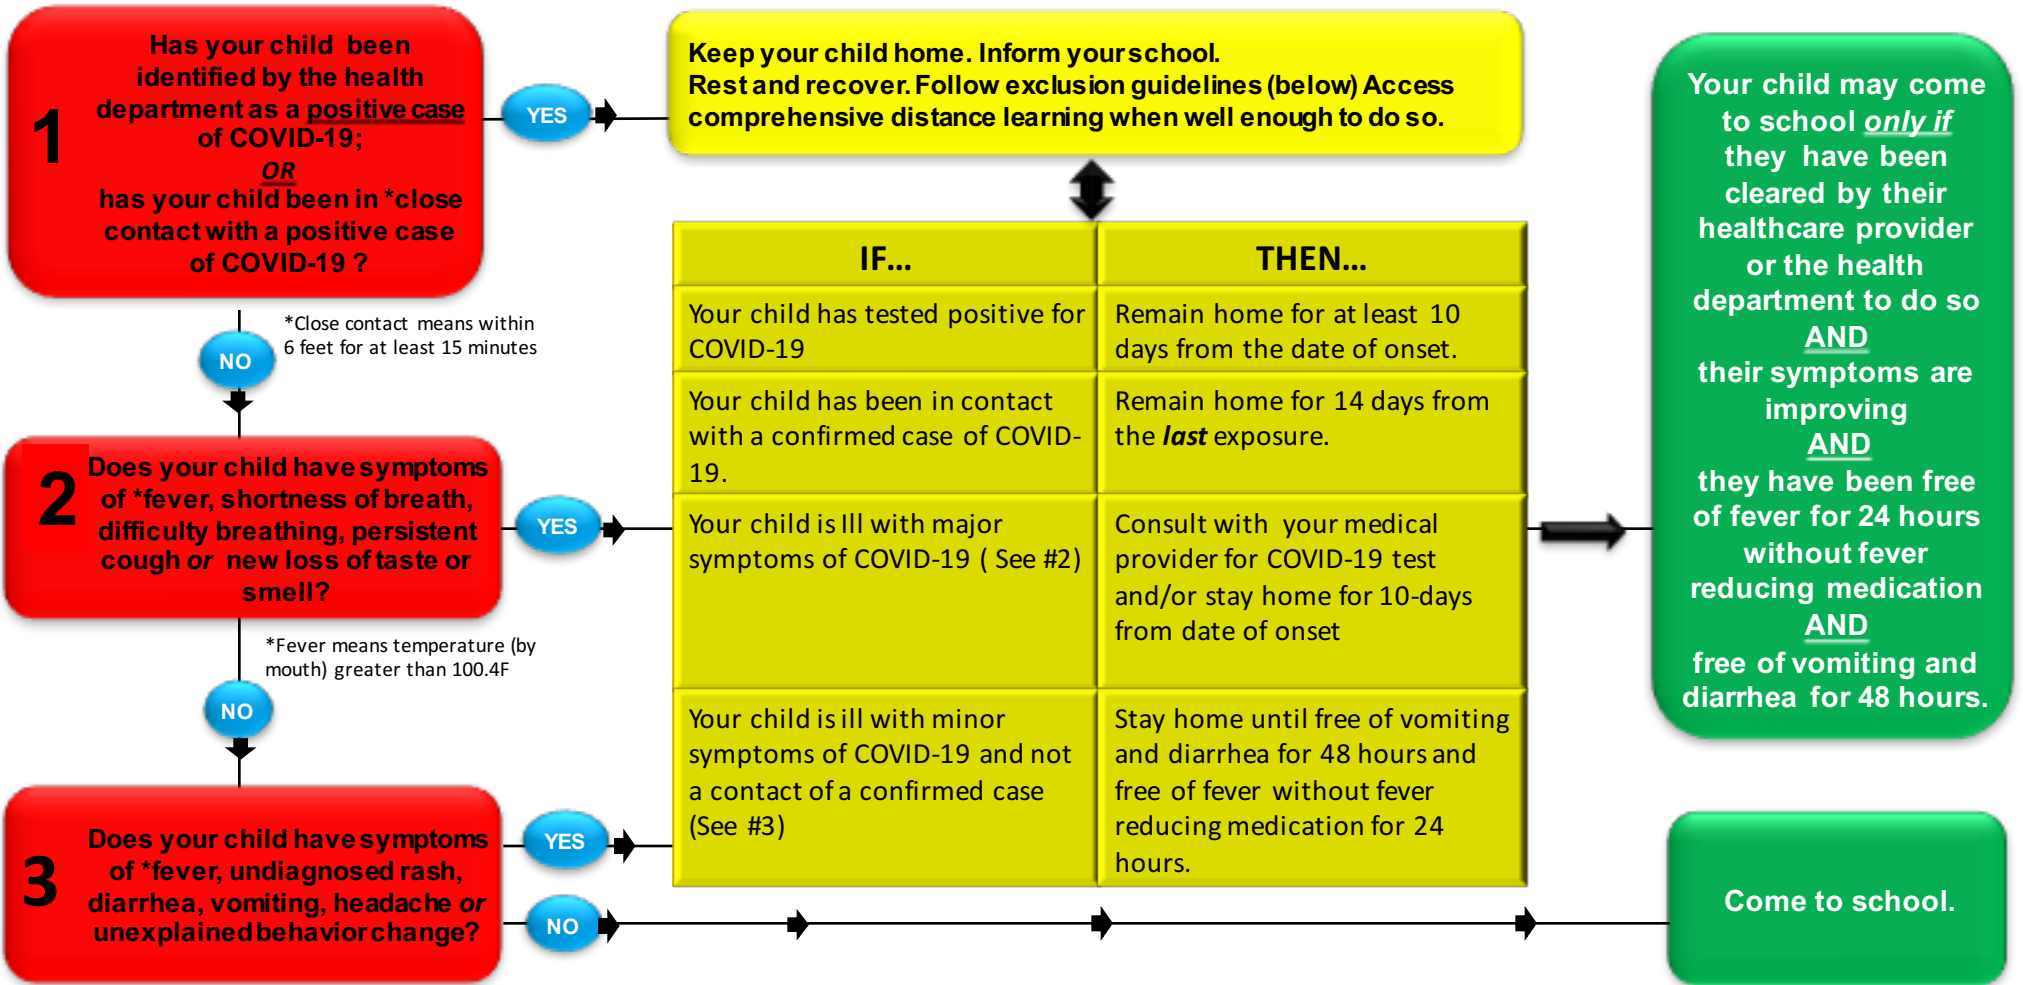 1
Has your child been
identified by the health
department as a positive case
of COVID-19;
OR
has your child been in *close
contact with a positive case
of COVID-19 ?
YES
Keep your child home. Inform your school.
Rest and recover. Follow exclusion guidelines (below) Access
comprehensive distance learning when well enough to do so.
NO
*Close contact means within
6 feet for at least 15 minutes
2
Does your child have symptoms
of *fever, shortness of breath,
difficulty breathing, persistent
cough or new loss of taste or
smell?
YES
NO
*Fever means temperature (by
mouth) greater than 100.4F
3
Does your child have symptoms
of *fever, undiagnosed rash,
diarrhea, vomiting, headache or
unexplained behavior change?
YES
NO
IF...
THEN...
Your child has tested positive for
COVID-19
Remain home for at least 10
days from the date of onset.
Your child has been in contact
with a confirmed case of COVID-
19.
Remain home for 14 days from
the last exposure.
Your child is Ill with major
symptoms of COVID-19 ( See #2)
Consult with your medical
provider for COVID-19 test
and/or stay home for 10-days
from date of onset
Your child is ill with minor
symptoms of COVID-19 and not
a contact of a confirmed case
(See #3)
Stay home until free of vomiting
and diarrhea for 48 hours and
free of fever without fever
reducing medication for 24
hours.
Your child may come
to school only if
they have been
cleared by their
healthcare provider
or the health
department to do so
AND
their symptoms are
improving
AND
they have been free
of fever for 24 hours
without fever
reducing medication
AND
free of vomiting and
diarrhea for 48 hours.
Come to school.